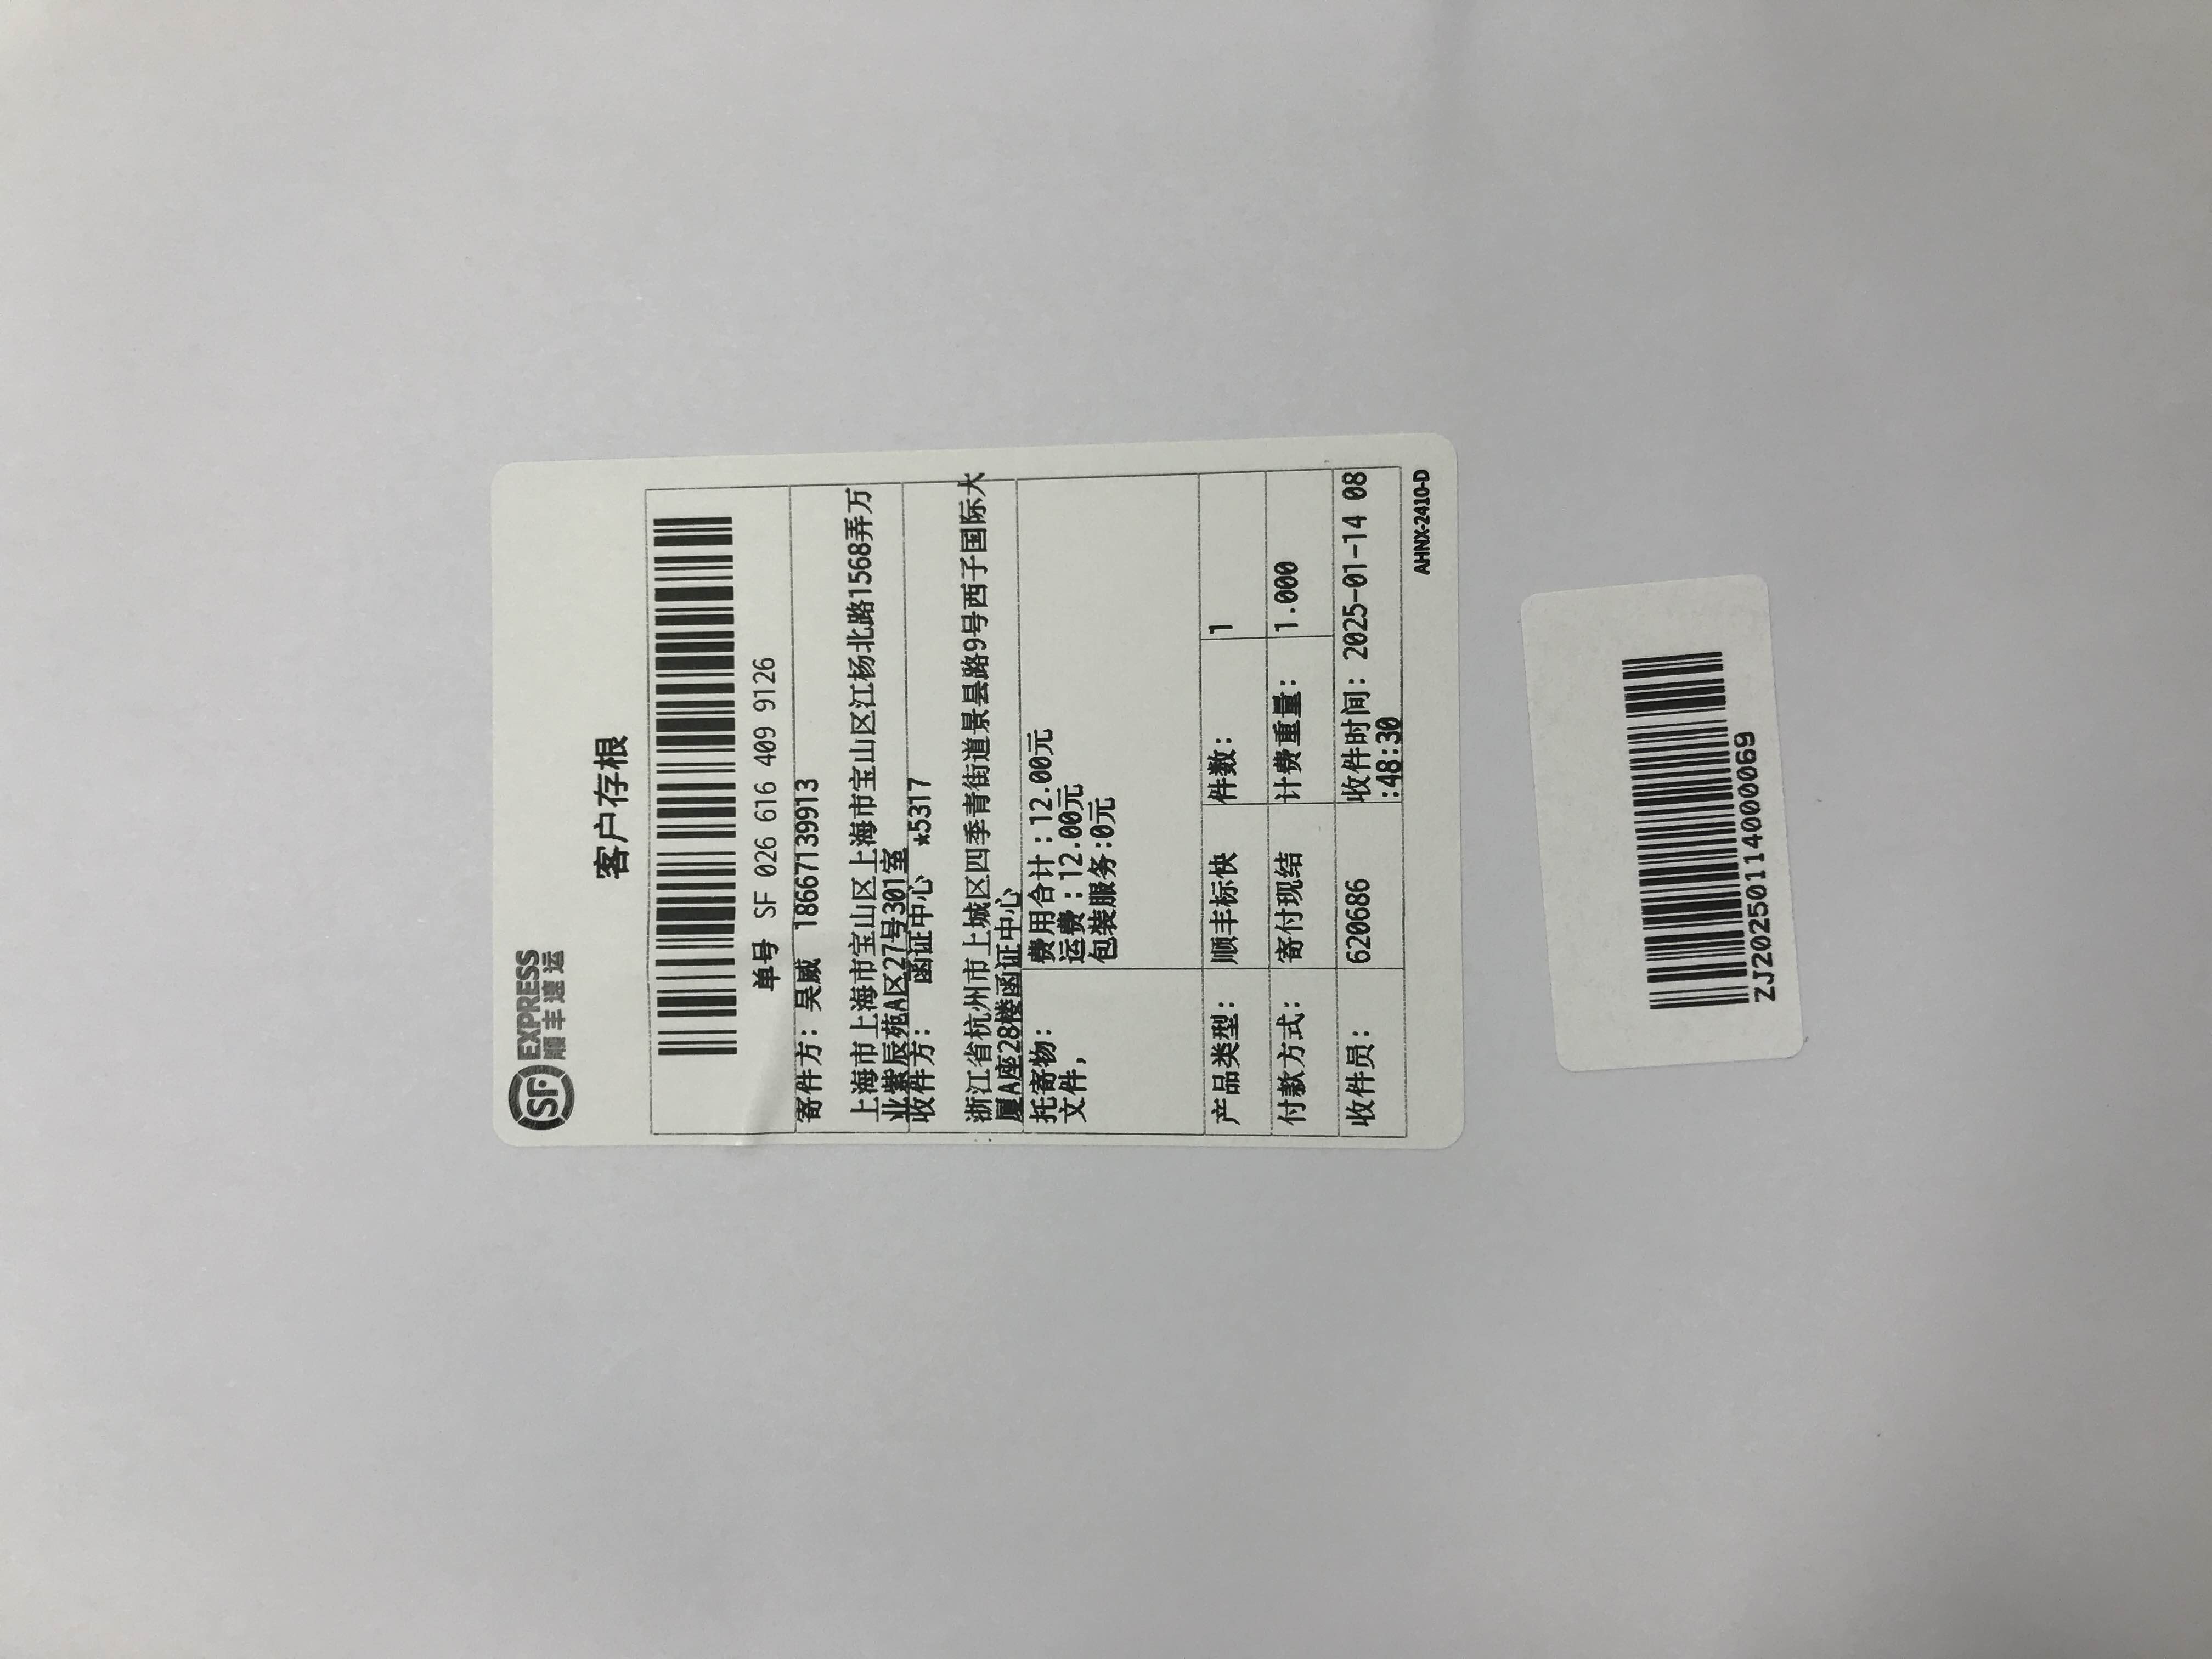 SF EXPRESS
顺丰速运
客户存根
单号 SF 026 616 409 9126
寄件方：吴威 18667139913
上海市上海市宝山区上海市宝山区江杨北路1568弄万
业紫辰苑A区27号301室
收件方： 函证中心 *5317
浙江省杭州市上城区四季青街道景昙路9号西子国际大
厦A座28楼函证中心
托寄物：
文件，
费用合计：12.00元
运费：12.00元
包装服务:0元
产品类型： 顺丰标快 件数： 1
付款方式： 寄付现结 计费重量： 1.000
收件员： 620686 收件时间：2025-01-14 08
:48:30
AHNX-2410-D
ZJ20250114000069